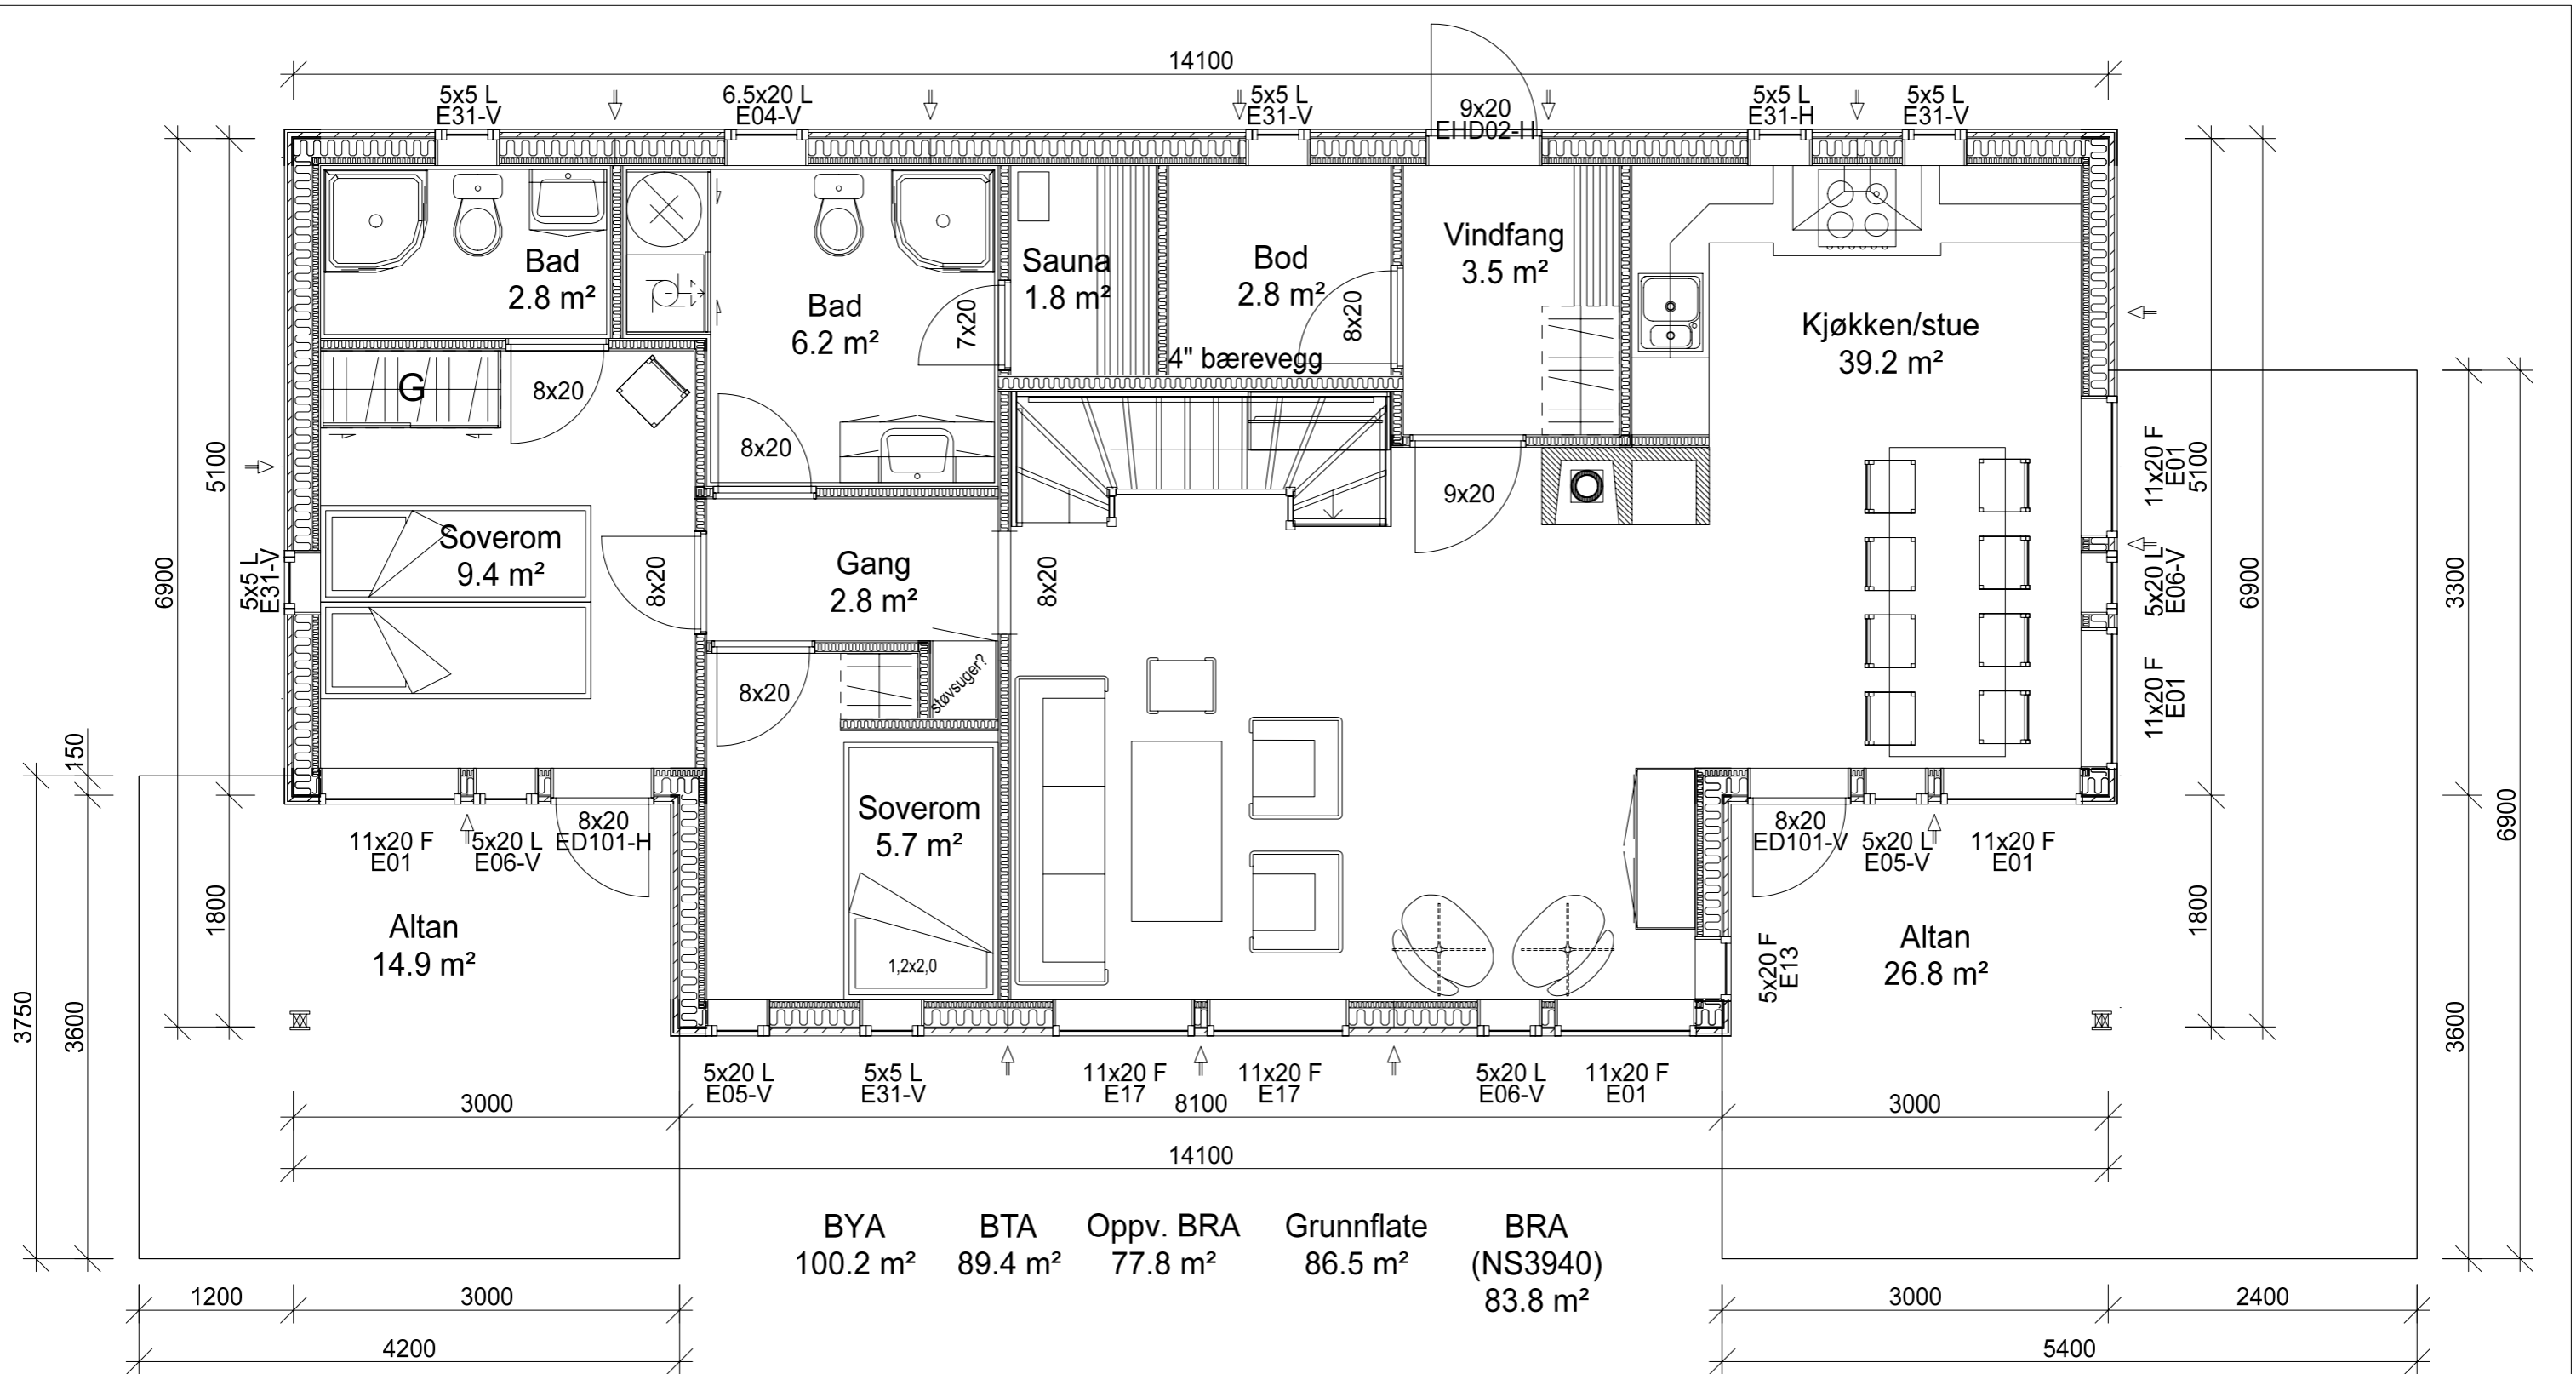 14100
5x5 L
E31-V
6.5x20 L
E04-V
5x5 L
E31-V
9x20
EHD02-H
5x5 L
E31-H
5x5 L
E31-V
Bad
2.8 m²
Bad
6.2 m²
Sauna
1.8 m²
Bod
2.8 m²
Vindfang
3.5 m²
Kjøkken/stue
39.2 m²
7x20
8x20
4" bærevegg
G
8x20
8x20
9x20
5100
6900
5x5 L
E31-V
Soverom
9.4 m²
8x20
Gang
2.8 m²
8x20
11x20 F
E01
5100
5x20 L
E06-V
6900
3300
11x20 F
E01
8x20
støvsuger?
150
Soverom
5.7 m²
1,2x2,0
11x20 F
E01
5x20 L
E06-V
8x20
ED101-H
8x20
ED101-V
5x20 L
E05-V
11x20 F
E01
6900
1800
Altan
14.9 m²
5x20 F
E13
Altan
26.8 m²
1800
3750
3600
3600
5x20 L
E05-V
5x5 L
E31-V
11x20 F
E17
11x20 F
E17
5x20 L
E06-V
11x20 F
E01
3000
8100
3000
14100
BYA
100.2 m²
BTA
89.4 m²
Oppv. BRA
77.8 m²
Grunnflate
86.5 m²
BRA
(NS3940)
83.8 m²
1200
3000
3000
2400
4200
5400